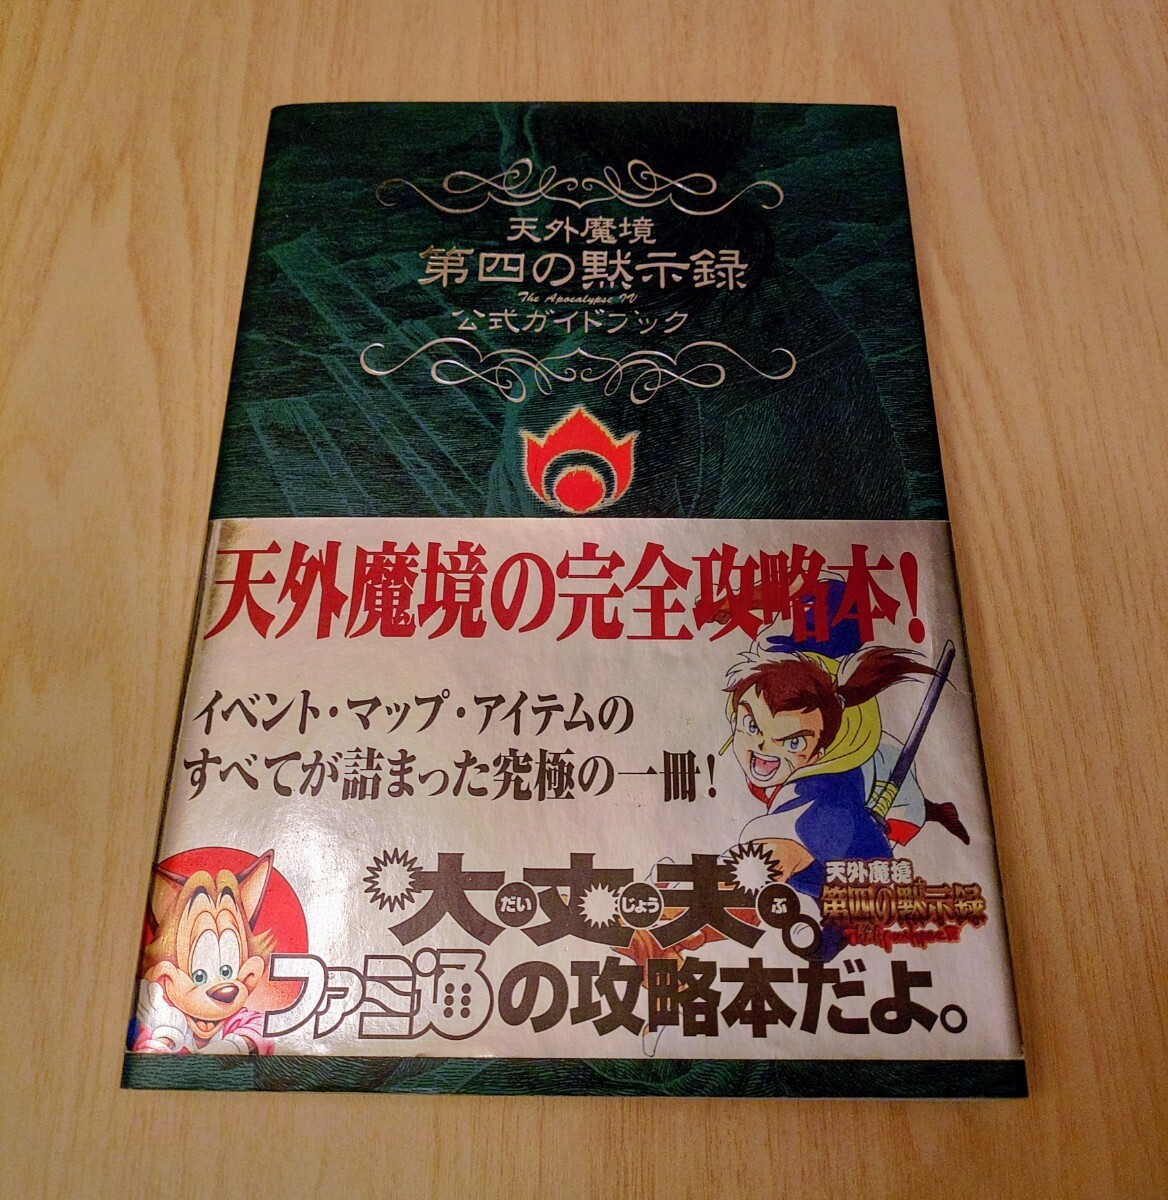 天外魔境
第四の黙示録
The Apocalypse IV
公式ガイドブック
天外魔境の完全攻略本！
イベント・マップ・アイテムの
すべてが詰まった究極の一冊！
大丈夫。
だい じょう ぶ
天外魔境
第四の黙示録
ファミ通の攻略本だよ。